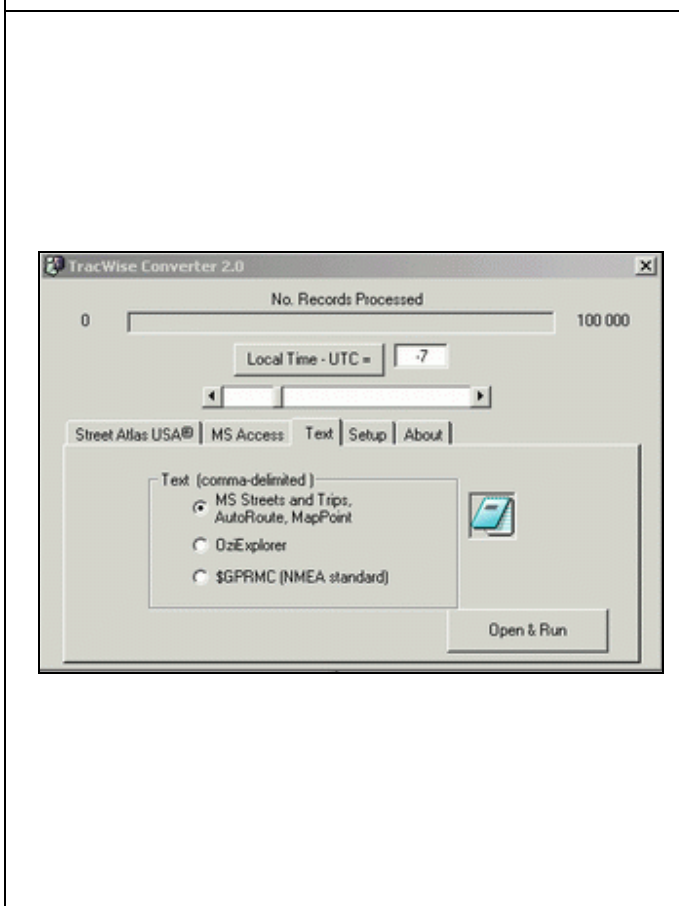 TracWise Converter 2.0
No. Records Processed
0 100 000
Local Time - UTC = -7
Street Atlas USA® MS Access Text Setup About
Text (comma-delimited )
MS Streets and Trips,
AutoRoute, MapPoint
OziExplorer
$GPRMC (NMEA standard)
Open & Run